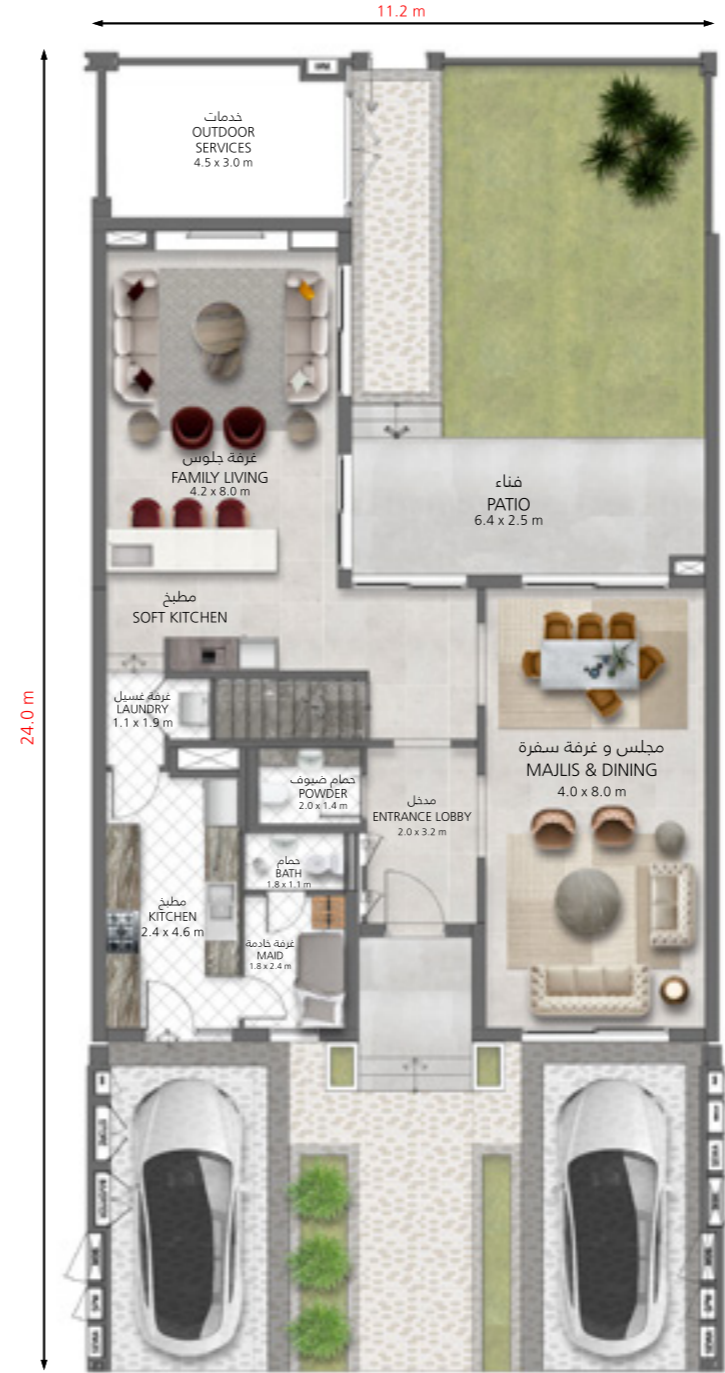 11.2 m
خدمات
OUTDOOR
SERVICES
4.5 x 3.0 m
غرفة جلوس
FAMILY LIVING
4.2 x 8.0 m
فناء
PATIO
6.4 x 2.5 m
مطبخ
SOFT KITCHEN
24.0 m
غرفة غسيل
LAUNDRY
1.1 x 1.9 m
مجلس و غرفة سفرة
MAJLIS & DINING
4.0 x 8.0 m
حمام ضيوف
POWDER
2.0 x 1.4 m
مدخل
ENTRANCE LOBBY
2.0 x 3.2 m
حمام
BATH
1.8 x 1.1 m
مطبخ
KITCHEN
2.4 x 4.6 m
غرفة خادمة
MAID
1.8 x 2.4 m